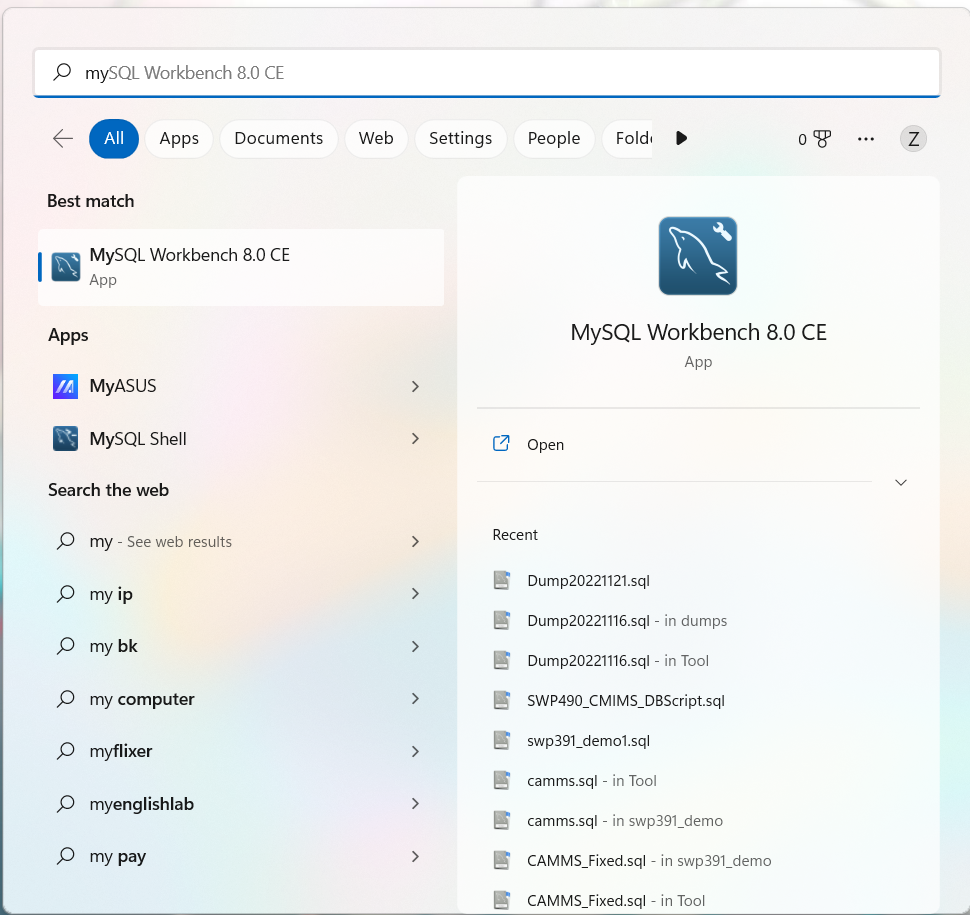 mySQL Workbench 8.0 CE
All Apps Documents Web Settings People Folde 0 Z
Best match
MySQL Workbench 8.0 CE
App
Apps
MyASUS
MySQL Shell
Search the web
my - See web results
my ip
my bk
my computer
myflixer
myenglishlab
my pay
MySQL Workbench 8.0 CE
App
Open
Recent
Dump20221121.sql
Dump20221116.sql - in dumps
Dump20221116.sql - in Tool
SWP490_CMIMS_DBScript.sql
swp391_demo1.sql
camms.sql - in Tool
camms.sql - in swp391_demo
CAMMS_Fixed.sql - in swp391_demo
CAMMS_Fixed.sql - in Tool